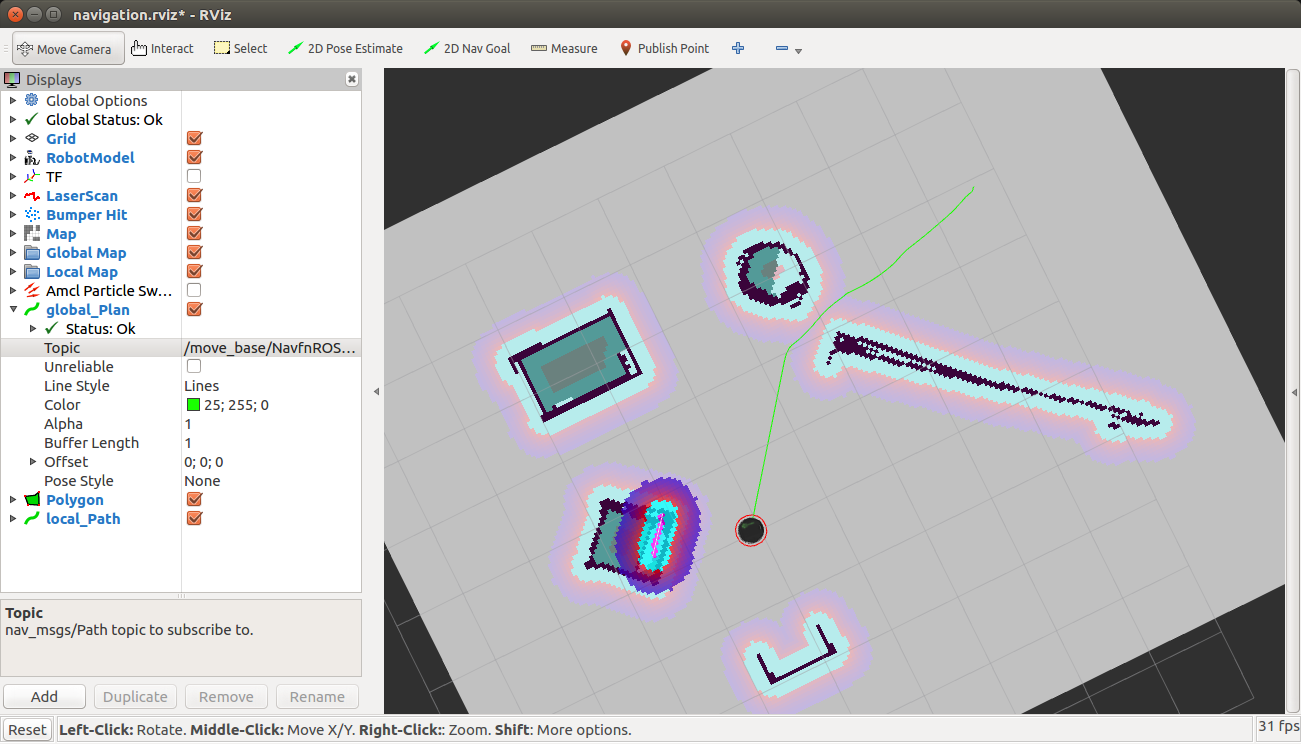 navigation.rviz* - RViz
Move Camera Interact Select 2D Pose Estimate 2D Nav Goal Measure Publish Point
Displays
Global Options
Global Status: Ok
Grid
RobotModel
TF
LaserScan
Bumper Hit
Map
Global Map
Local Map
Amcl Particle Sw...
global_Plan
Status: Ok
Topic /move_base/NavfnROS...
Unreliable
Line Style Lines
Color 25; 255; 0
Alpha 1
Buffer Length 1
Offset 0; 0; 0
Pose Style None
Polygon
local_Path
Topic
nav_msgs/Path topic to subscribe to.
Add Duplicate Remove Rename
Reset Left-Click: Rotate. Middle-Click: Move X/Y. Right-Click:: Zoom. Shift: More options. 31 fps